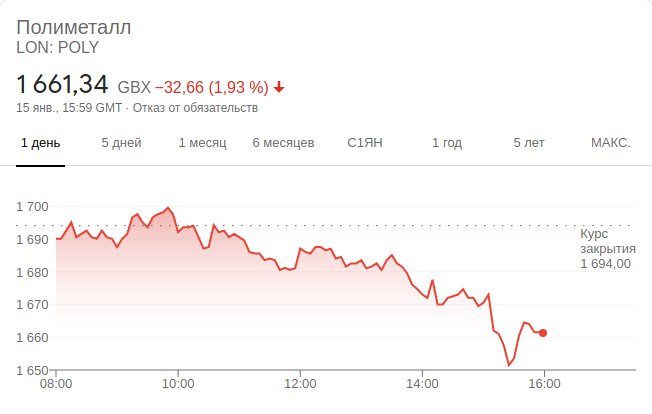 Полиметалл
LON: POLY
1 661,34 GBX −32,66 (1,93 %)
15 янв., 15:59 GMT · Отказ от обязательств
1 день 5 дней 1 месяц 6 месяцев С1ЯН 1 год 5 лет МАКС.
1 700
1 690
1 680
1 670
1 660
1 650
Курс
закрытия
1 694,00
08:00 10:00 12:00 14:00 16:00